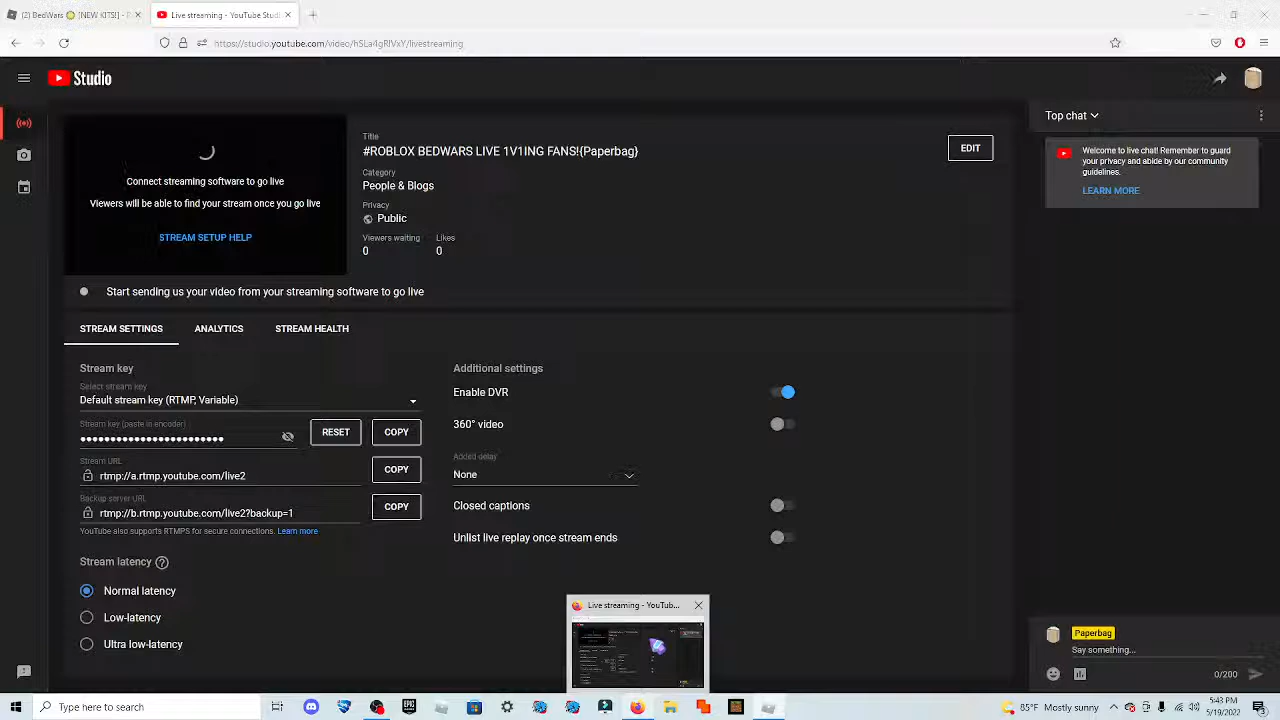 [2] BedWars [NEW KITS!] - R
Live streaming - YouTube Studi
https://studio.youtube.com/video/
/livestreaming
Studio
Connect streaming software to go live
Viewers will be able to find your stream once you go live
STREAM SETUP HELP
Title
#ROBLOX BEDWARS LIVE 1V1ING FANS!{Paperbag}
EDIT
Category
People & Blogs
Privacy
Public
Viewers waiting
Likes
0
0
Top chat
Welcome to live chat! Remember to guard
your privacy and abide by our community
guidelines.
LEARN MORE
Start sending us your video from your streaming software to go live
STREAM SETTINGS
ANALYTICS
STREAM HEALTH
Stream key
Select stream key
Default stream key (RTMP, Variable)
Stream key (paste in encoder)
RESET
COPY
Stream URL
rtmp://a.rtmp.youtube.com/live2
COPY
Backup server URL
rtmp://b.rtmp.youtube.com/live2?backup=1
COPY
YouTube also supports RTMPS for secure connections. Learn more
Stream latency
Normal latency
Low-latency
Ultra low-latency
Additional settings
Enable DVR
360° video
Added delay
None
Closed captions
Unlist live replay once stream ends
Live streaming - YouTub...
Paperbag
Say something...
0/200
Type here to search
EPIC
85°F Mostly sunny
5:43 PM